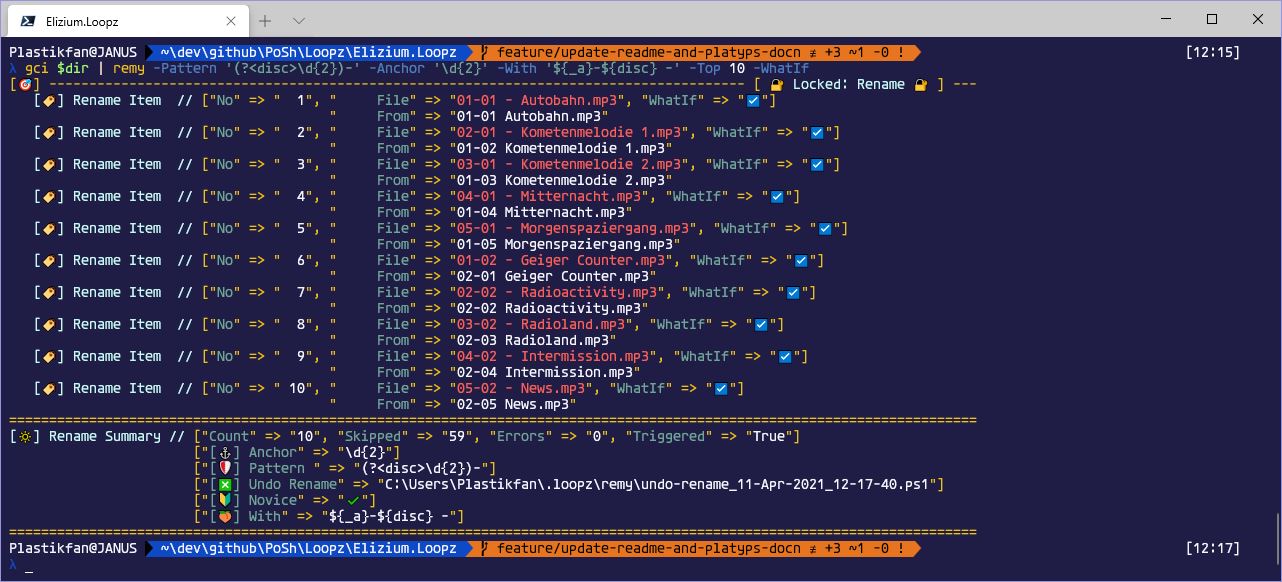 Elizium.Loopz
Plastikfan@JANUS ~\dev\github\PoSh\Loopz\Elizium.Loopz feature/update-readme-and-platyps-docn ≢ +3 ~1 -0 ! [12:15]
λ gci $dir | remy -Pattern '(?<disc>\d{2})-' -Anchor '\d{2}' -With '${_a}-${disc} -' -Top 10 -WhatIf
[🎯] --------------------------------------------------------------------------------------- [ 🔐 Locked: Rename 🔐 ] ---
[🏷️] Rename Item // ["No" => "  1", "     File" => "01-01 - Autobahn.mp3", "WhatIf" => "☑️"]
"     From" => "01-01 Autobahn.mp3"
[🏷️] Rename Item // ["No" => "  2", "     File" => "02-01 - Kometenmelodie 1.mp3", "WhatIf" => "☑️"]
"     From" => "01-02 Kometenmelodie 1.mp3"
[🏷️] Rename Item // ["No" => "  3", "     File" => "03-01 - Kometenmelodie 2.mp3", "WhatIf" => "☑️"]
"     From" => "01-03 Kometenmelodie 2.mp3"
[🏷️] Rename Item // ["No" => "  4", "     File" => "04-01 - Mitternacht.mp3", "WhatIf" => "☑️"]
"     From" => "01-04 Mitternacht.mp3"
[🏷️] Rename Item // ["No" => "  5", "     File" => "05-01 - Morgenspaziergang.mp3", "WhatIf" => "☑️"]
"     From" => "01-05 Morgenspaziergang.mp3"
[🏷️] Rename Item // ["No" => "  6", "     File" => "01-02 - Geiger Counter.mp3", "WhatIf" => "☑️"]
"     From" => "02-01 Geiger Counter.mp3"
[🏷️] Rename Item // ["No" => "  7", "     File" => "02-02 - Radioactivity.mp3", "WhatIf" => "☑️"]
"     From" => "02-02 Radioactivity.mp3"
[🏷️] Rename Item // ["No" => "  8", "     File" => "03-02 - Radioland.mp3", "WhatIf" => "☑️"]
"     From" => "02-03 Radioland.mp3"
[🏷️] Rename Item // ["No" => "  9", "     File" => "04-02 - Intermission.mp3", "WhatIf" => "☑️"]
"     From" => "02-04 Intermission.mp3"
[🏷️] Rename Item // ["No" => " 10", "     File" => "05-02 - News.mp3", "WhatIf" => "☑️"]
"     From" => "02-05 News.mp3"
=========================================================================================================================
[🔆] Rename Summary // ["Count" => "10", "Skipped" => "59", "Errors" => "0", "Triggered" => "True"]
["[⚓] Anchor" => "\d{2}"]
["[🛡️] Pattern " => "(?<disc>\d{2})-"]
["[❎] Undo Rename" => "C:\Users\Plastikfan\.loopz\remy\undo-rename_11-Apr-2021_12-17-40.ps1"]
["[🔰] Novice" => "✓"]
["[🍑] With" => "${_a}-${disc} -"]
=========================================================================================================================
Plastikfan@JANUS ~\dev\github\PoSh\Loopz\Elizium.Loopz feature/update-readme-and-platyps-docn ≢ +3 ~1 -0 ! [12:17]
λ _